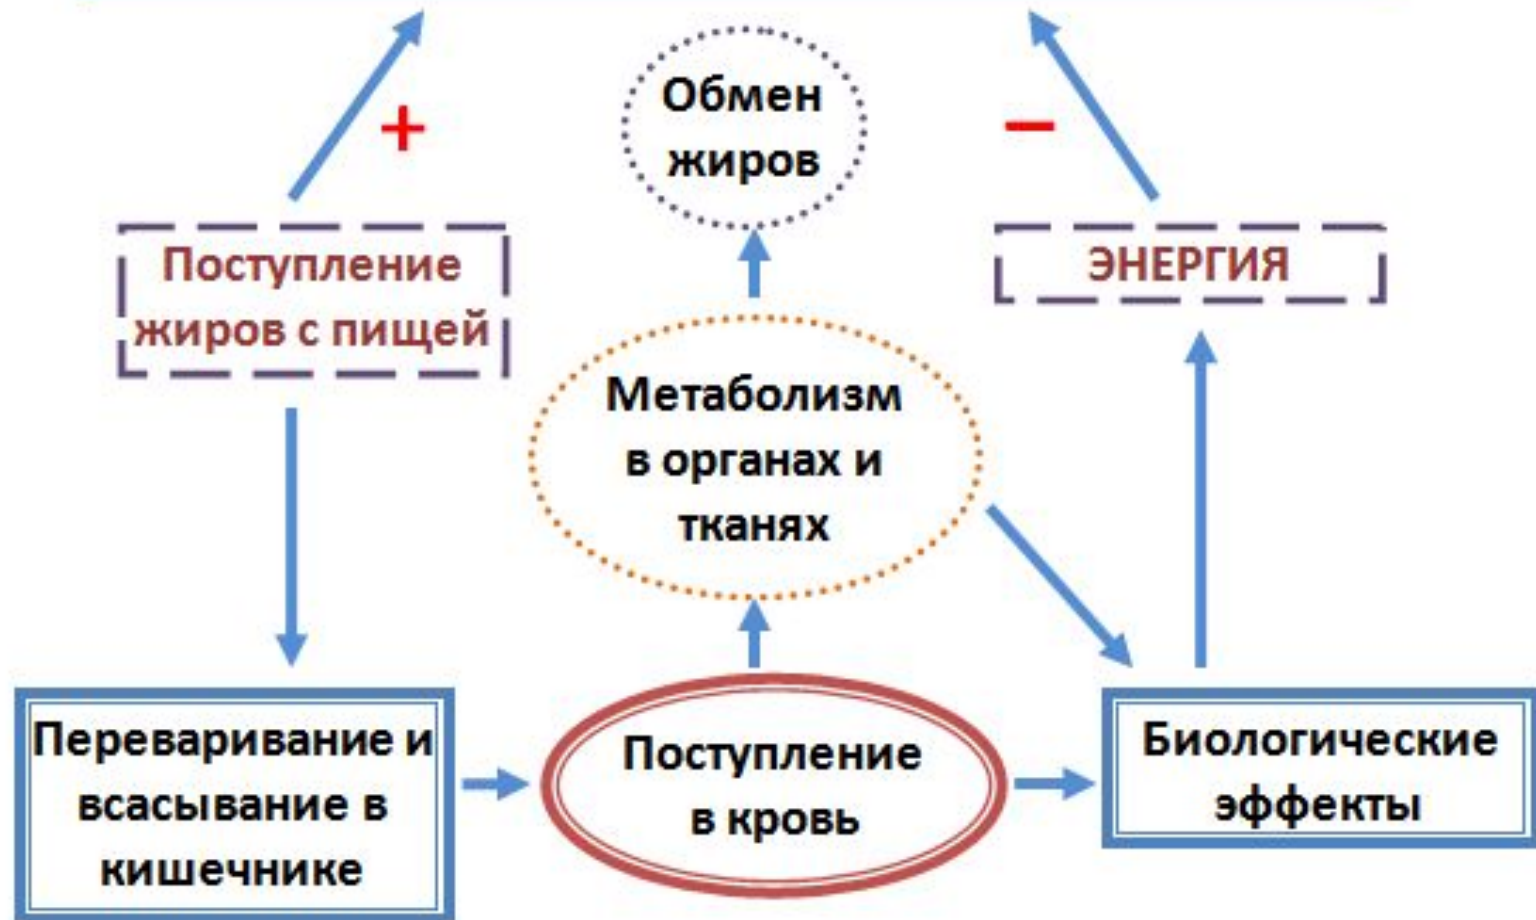 Обмен
жиров
+
−
Поступление
жиров с пищей
ЭНЕРГИЯ
Метаболизм
в органах и
тканях
Переваривание и
всасывание в
кишечнике
Поступление
в кровь
Биологические
эффекты